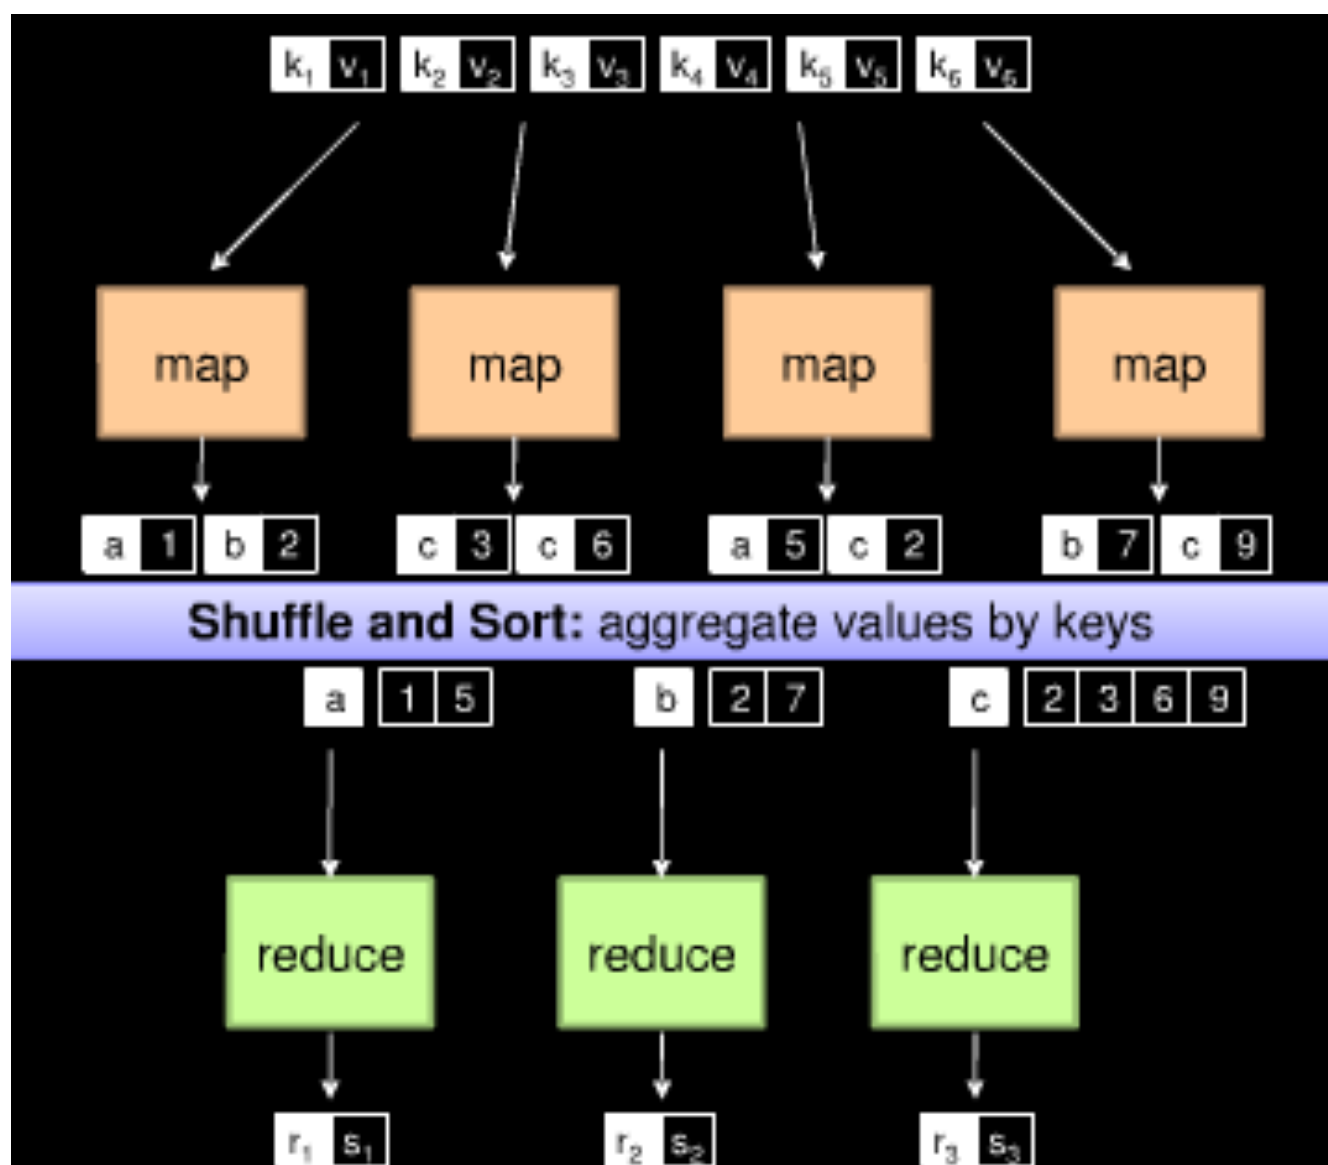 k₁ v₁ k₂ v₂ k₃ v₃ k₄ v₄ k₅ v₅ k₆ v₆
map map map map
a 1 b 2 c 3 c 6 a 5 c 2 b 7 c 9
Shuffle and Sort: aggregate values by keys
a 1 5 b 2 7 c 2 3 6 9
reduce reduce reduce
r₁ s₁ r₂ s₂ r₃ s₃